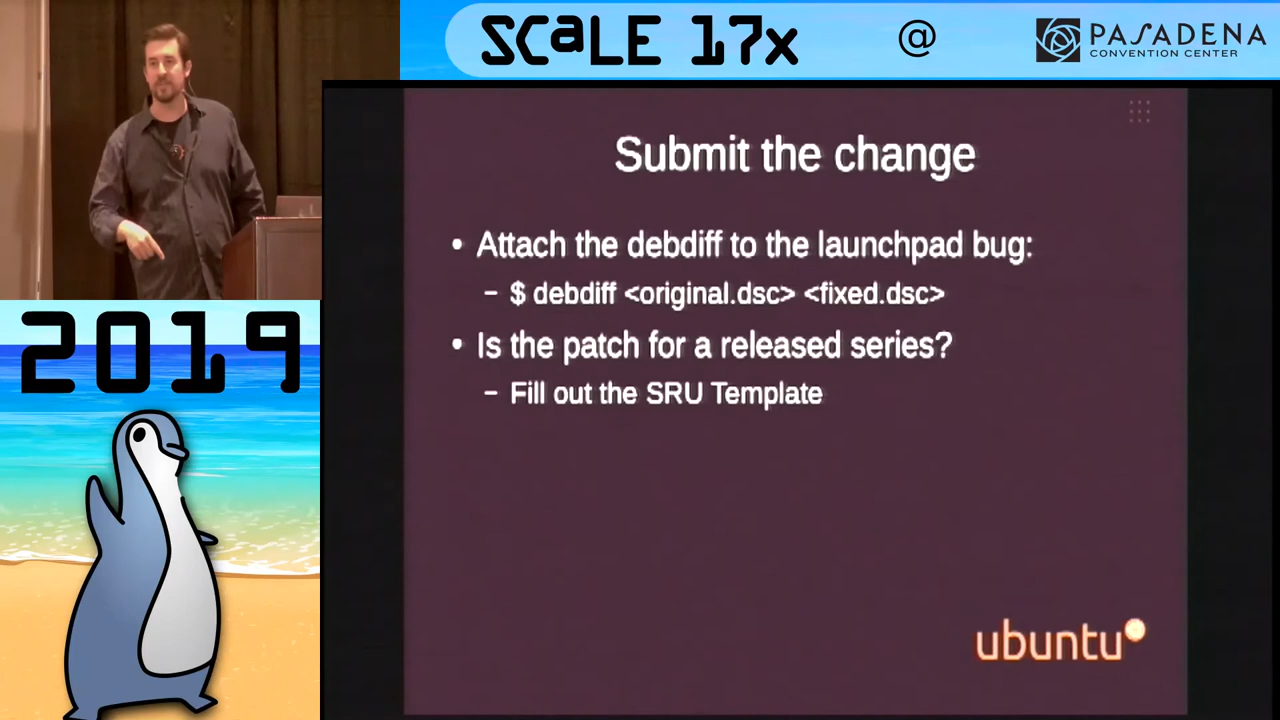 SCaLE 17x
@
PASADENA
CONVENTION CENTER
Submit the change
• Attach the debdiff to the launchpad bug:
– $ debdiff <original.dsc> <fixed.dsc>
• Is the patch for a released series?
– Fill out the SRU Template
2019
ubuntu